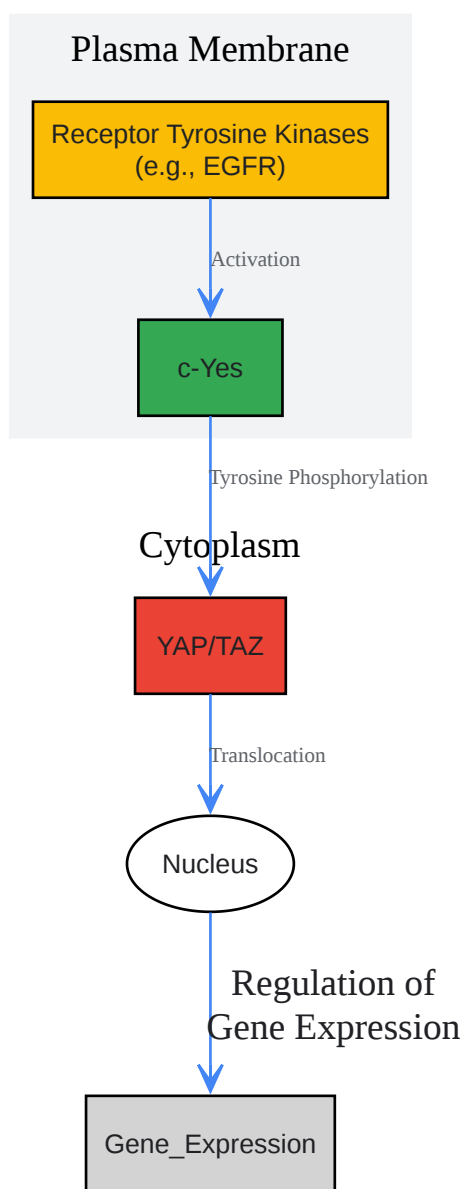 Plasma Membrane
Receptor Tyrosine Kinases
(e.g., EGFR)
Activation
c-Yes
Tyrosine Phosphorylation
Cytoplasm
YAP/TAZ
Translocation
Nucleus
Regulation of
Gene Expression
Gene_Expression